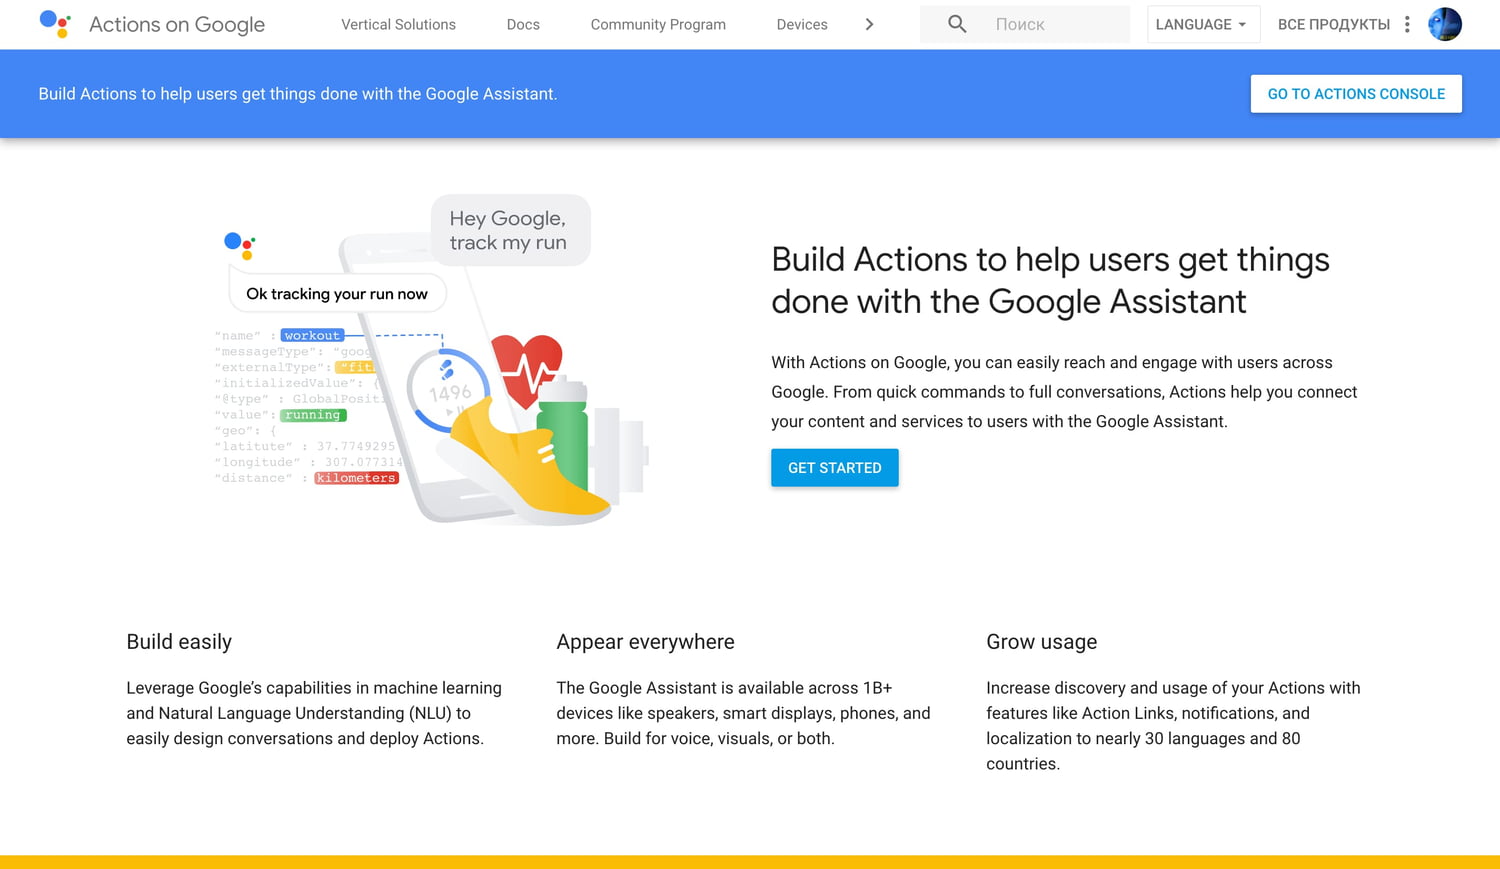 Actions on Google
Vertical Solutions
Docs
Community Program
Devices
Поиск
LANGUAGE
ВСЕ ПРОДУКТЫ
Build Actions to help users get things done with the Google Assistant.
GO TO ACTIONS CONSOLE
Hey Google,
track my run
Ok tracking your run now
"name" : workout
"messageType": "goog
"externalType": "fit
"initializedValue": {
"@type" : GlobalPositi
"value": running
"geo": {
"latitute" : 37.7749295
"longitude" : 307.077314
"distance" : kilometers
1496
Build Actions to help users get things
done with the Google Assistant
With Actions on Google, you can easily reach and engage with users across
Google. From quick commands to full conversations, Actions help you connect
your content and services to users with the Google Assistant.
GET STARTED
Build easily
Leverage Google’s capabilities in machine learning
and Natural Language Understanding (NLU) to
easily design conversations and deploy Actions.
Appear everywhere
The Google Assistant is available across 1B+
devices like speakers, smart displays, phones, and
more. Build for voice, visuals, or both.
Grow usage
Increase discovery and usage of your Actions with
features like Action Links, notifications, and
localization to nearly 30 languages and 80
countries.